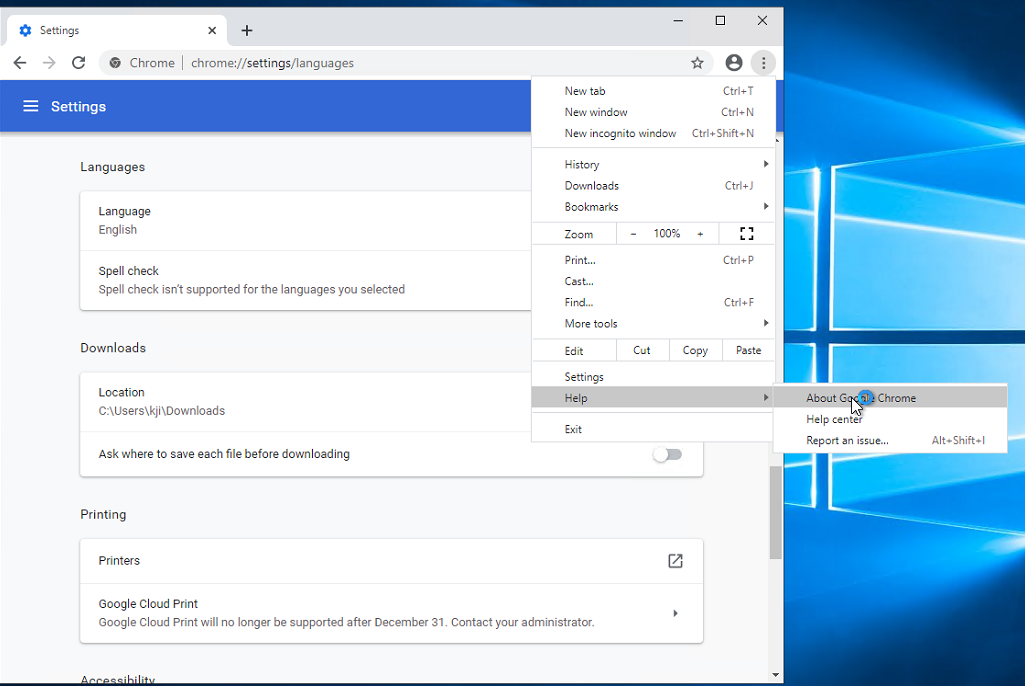 Settings
Chrome
chrome://settings/languages
Settings
New tab Ctrl+T
New window Ctrl+N
New incognito window Ctrl+Shift+N
History
Downloads Ctrl+J
Bookmarks
Zoom - 100% +
Print... Ctrl+P
Cast...
Find... Ctrl+F
More tools
Edit Cut Copy Paste
Settings
Help
Exit
About Google Chrome
Help center
Report an issue... Alt+Shift+I
Languages
Language
English
Spell check
Spell check isn't supported for the languages you selected
Downloads
Location
C:\Users\kji\Downloads
Ask where to save each file before downloading
Printing
Printers
Google Cloud Print
Google Cloud Print will no longer be supported after December 31. Contact your administrator.
Accessibility